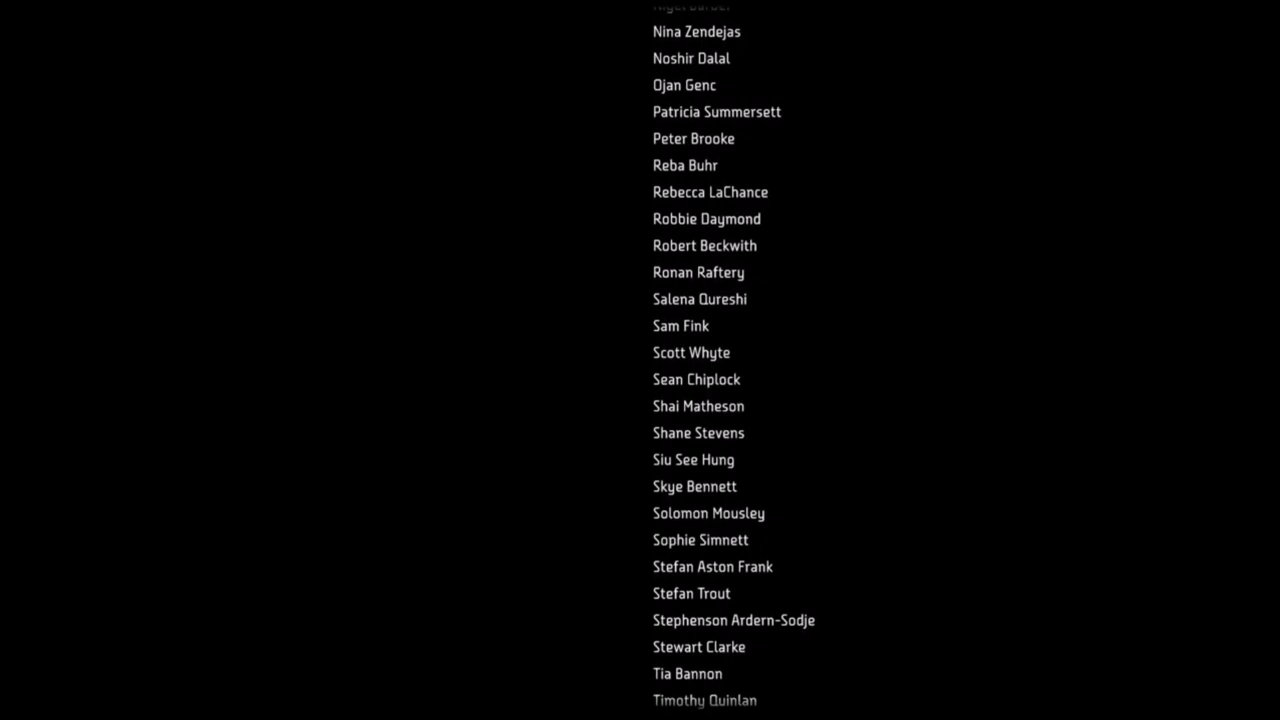 Nina Zendejas
Noshir Dalal
Ojan Genc
Patricia Summersett
Peter Brooke
Reba Buhr
Rebecca LaChance
Robbie Daymond
Robert Beckwith
Ronan Raftery
Salena Qureshi
Sam Fink
Scott Whyte
Sean Chiplock
Shai Matheson
Shane Stevens
Siu See Hung
Skye Bennett
Solomon Mousley
Sophie Simnett
Stefan Aston Frank
Stefan Trout
Stephenson Ardern-Sodje
Stewart Clarke
Tia Bannon
Timothy Quinlan